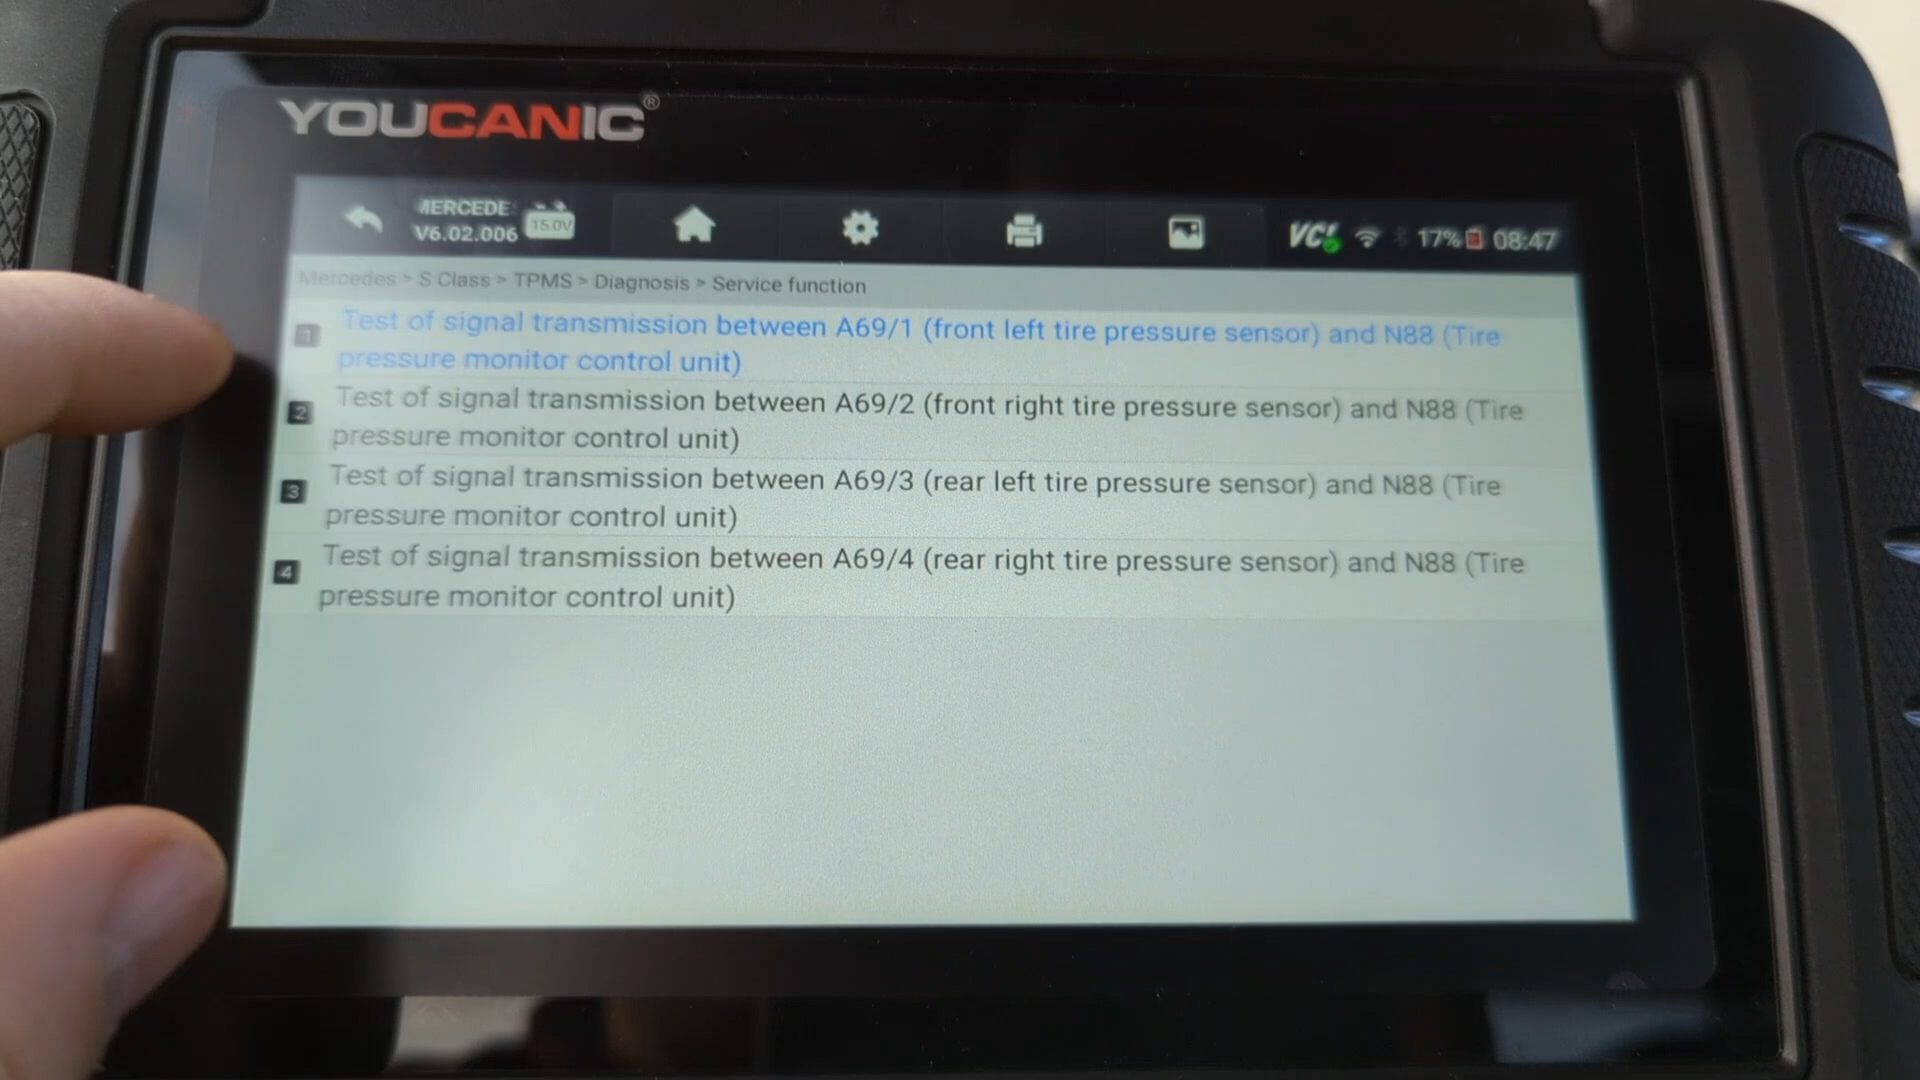 YOUCANIC®
MERCEDE
V6.02.006
15.0V
VCI
17%
08:47
Mercedes > S Class > TPMS > Diagnosis > Service function
1 Test of signal transmission between A69/1 (front left tire pressure sensor) and N88 (Tire
pressure monitor control unit)
2 Test of signal transmission between A69/2 (front right tire pressure sensor) and N88 (Tire
pressure monitor control unit)
3 Test of signal transmission between A69/3 (rear left tire pressure sensor) and N88 (Tire
pressure monitor control unit)
4 Test of signal transmission between A69/4 (rear right tire pressure sensor) and N88 (Tire
pressure monitor control unit)